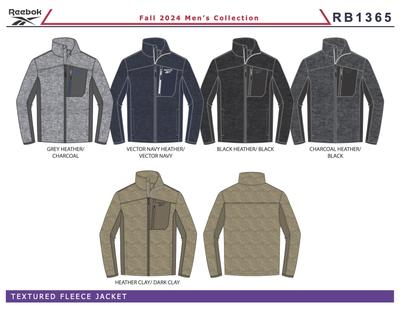 Reebok
Fall 2024 Men's Collection
RB1365
GREY HEATHER/
CHARCOAL
VECTOR NAVY HEATHER/
VECTOR NAVY
BLACK HEATHER/ BLACK
CHARCOAL HEATHER/
BLACK
HEATHER CLAY/ DARK CLAY
TEXTURED FLEECE JACKET